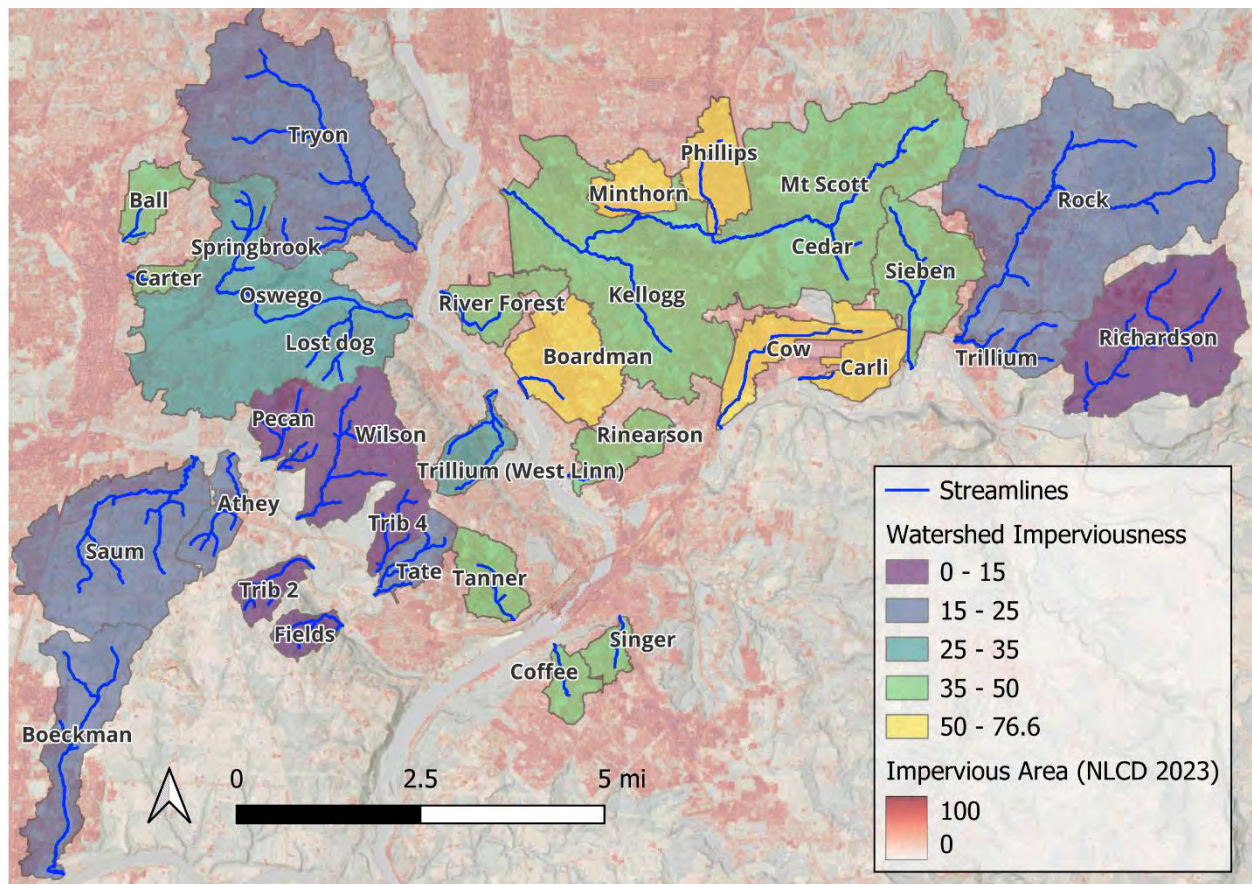 Tryon
Phillips
Minthorn
Mt Scott
Ball
Rock
Springbrook
Cedar
Sieben
Carter
Oswego
River Forest
Kellogg
Lost dog
Boardman
Cow
Carli
Trillium
Richardson
Pecan
Wilson
Rinearson
Trillium (West Linn)
Athey
Trib 4
Saum
Tate
Tanner
Trib 2
Fields
Singer
Coffee
Boeckman
0
2.5
5 mi
Streamlines
Watershed Imperviousness
0 - 15
15 - 25
25 - 35
35 - 50
50 - 76.6
Impervious Area (NLCD 2023)
100
0